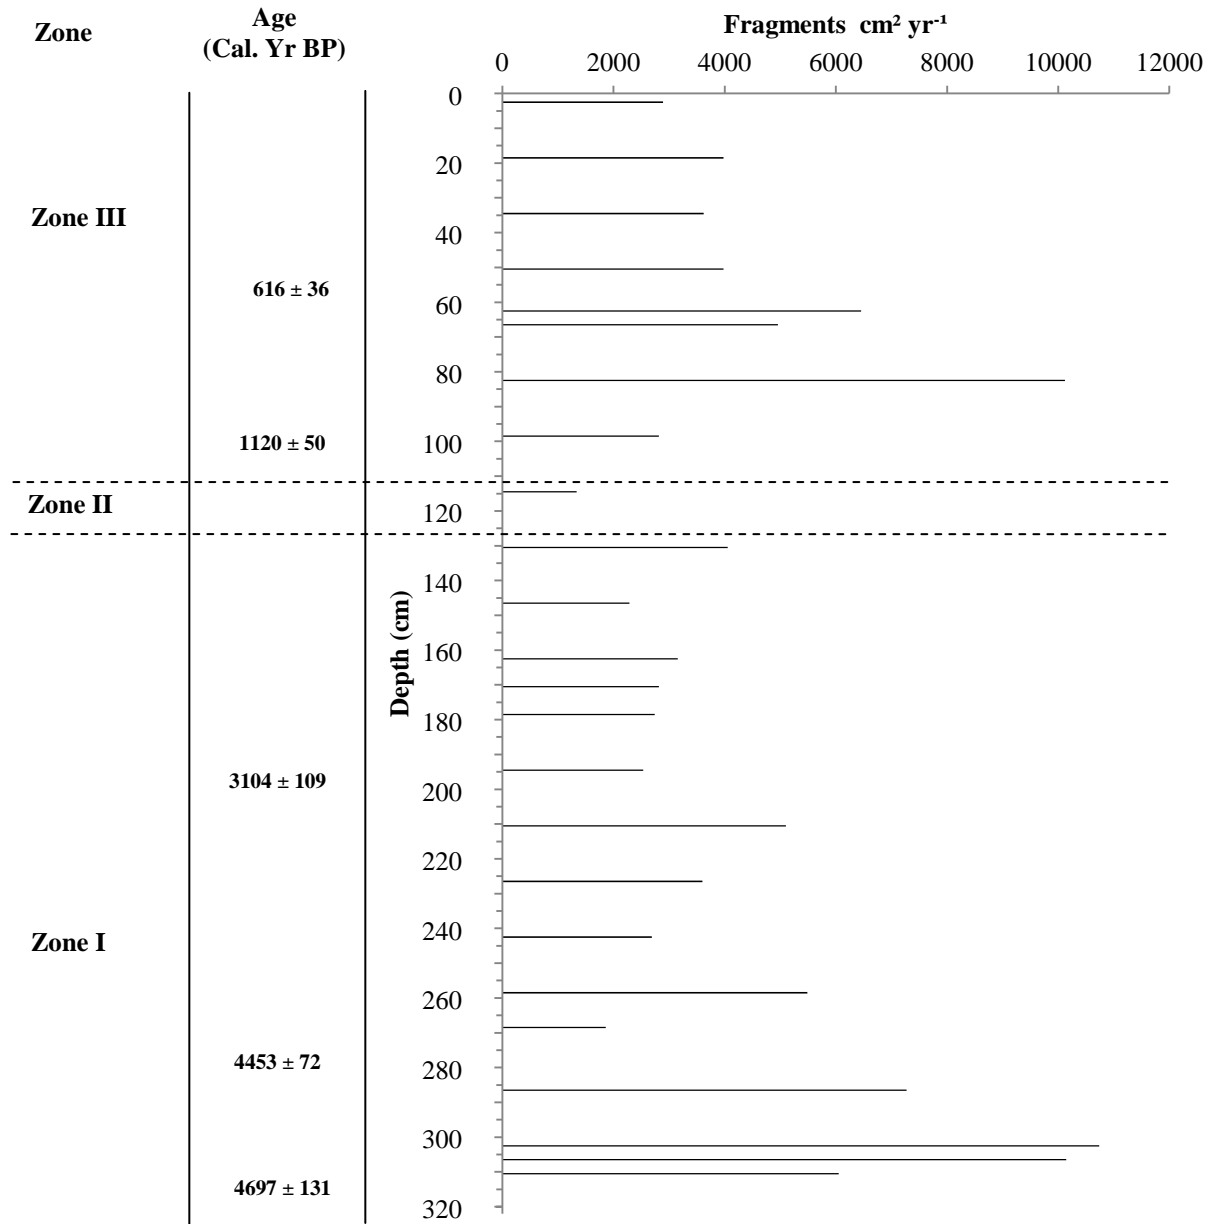 Zone
Age
(Cal. Yr BP)
Fragments cm² yr⁻¹
0 2000 4000 6000 8000 10000 12000
0
20
Zone III
40
616 ± 36
60
80
1120 ± 50
100
Zone II
120
140
Depth (cm)
160
180
3104 ± 109
200
220
240
Zone I
260
4453 ± 72
280
300
4697 ± 131
320